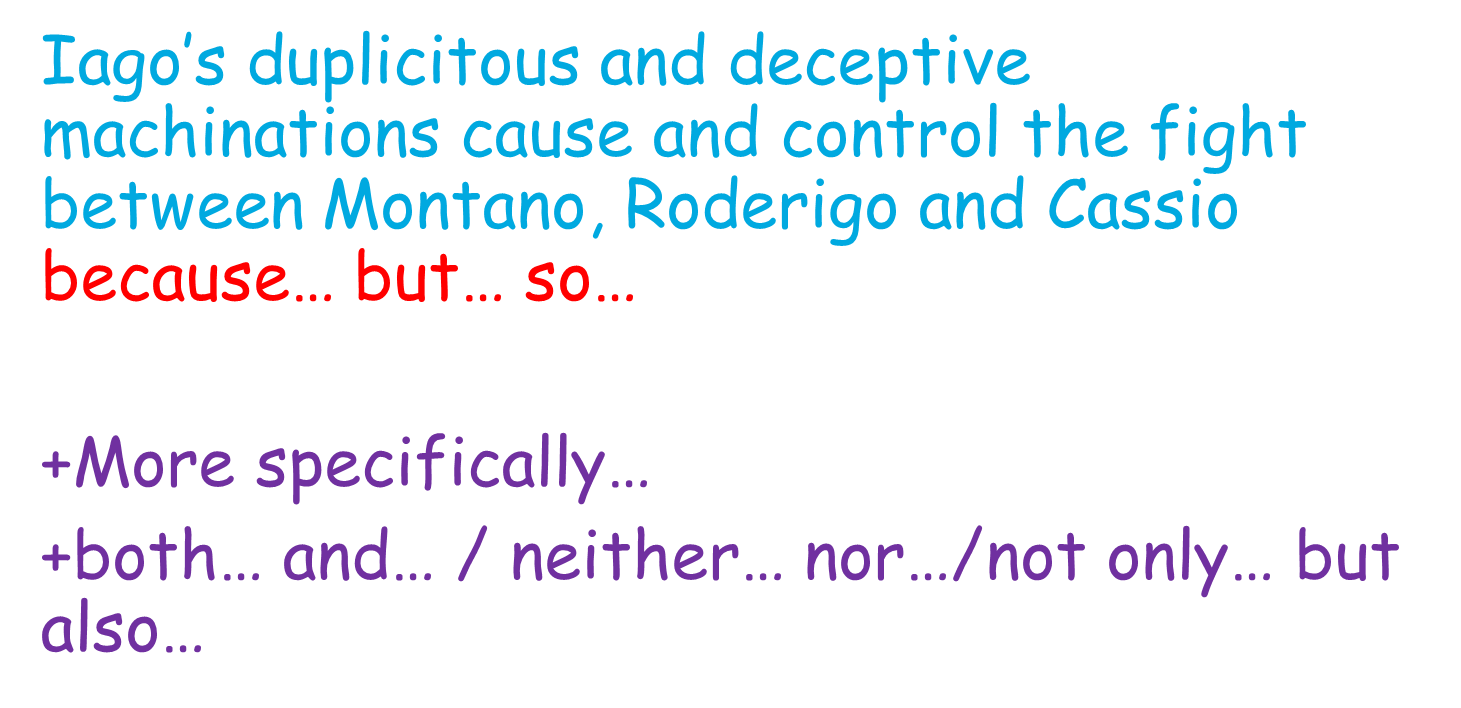 Iago’s duplicitous and deceptive
machinations cause and control the fight
between Montano, Roderigo and Cassio
because… but… so…
+More specifically…
+both… and… / neither… nor…/not only… but
also…